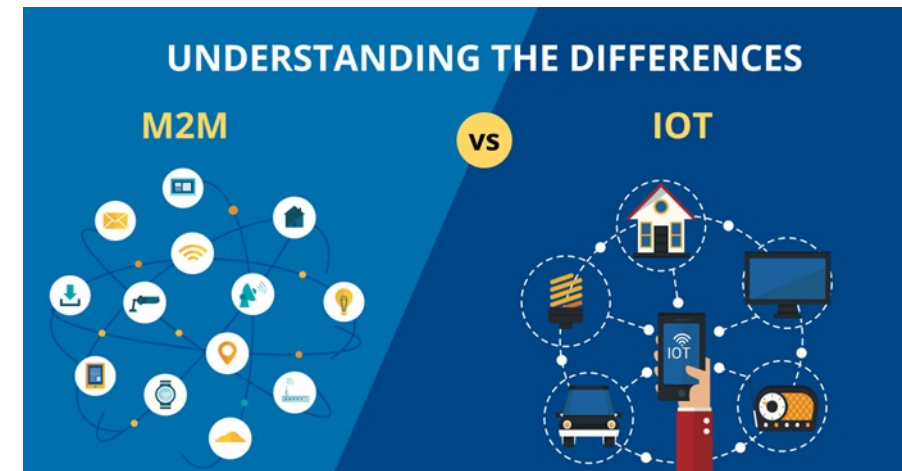 UNDERSTANDING THE DIFFERENCES
M2M
vs
IOT
IOT